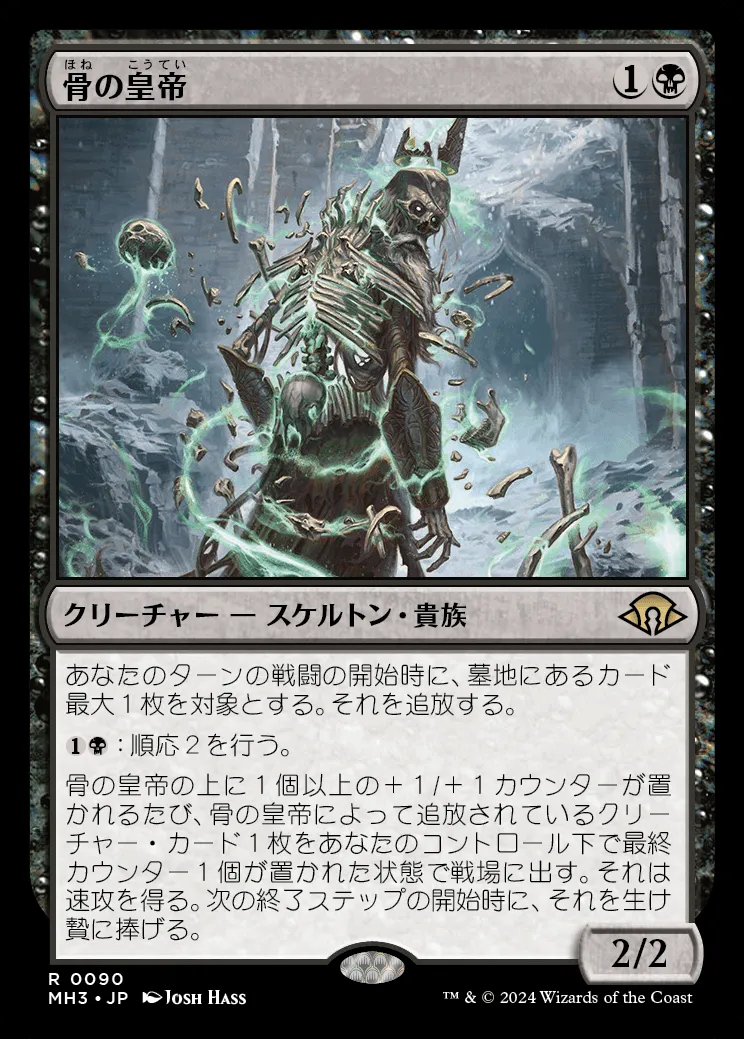 ほね こうてい
骨の皇帝 1
クリーチャー — スケルトン・貴族
あなたのターンの戦闘の開始時に、墓地にあるカード
最大1枚を対象とする。それを追放する。
1:順応2を行う。
骨の皇帝の上に1個以上の+1/+1カウンターが置
かれるたび、骨の皇帝によって追放されているクリー
チャー・カード1枚をあなたのコントロール下で最終
カウンター1個が置かれた状態で戦場に出す。それは
速攻を得る。次の終了ステップの開始時に、それを生け
贄に捧げる。
2/2
R 0090
MH3・JP Josh Hass
™ & © 2024 Wizards of the Coast